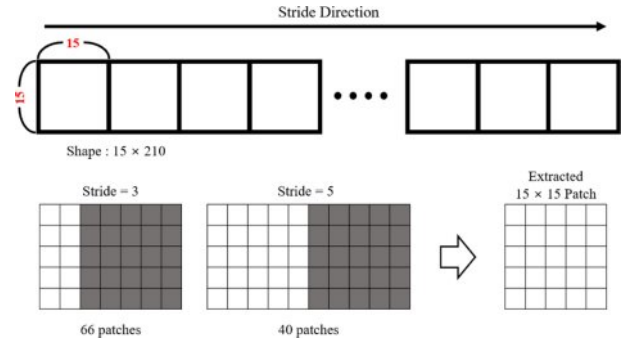 Stride Direction
15
15
Shape : 15 × 210
Stride = 3
Stride = 5
Extracted
15 × 15 Patch
66 patches
40 patches